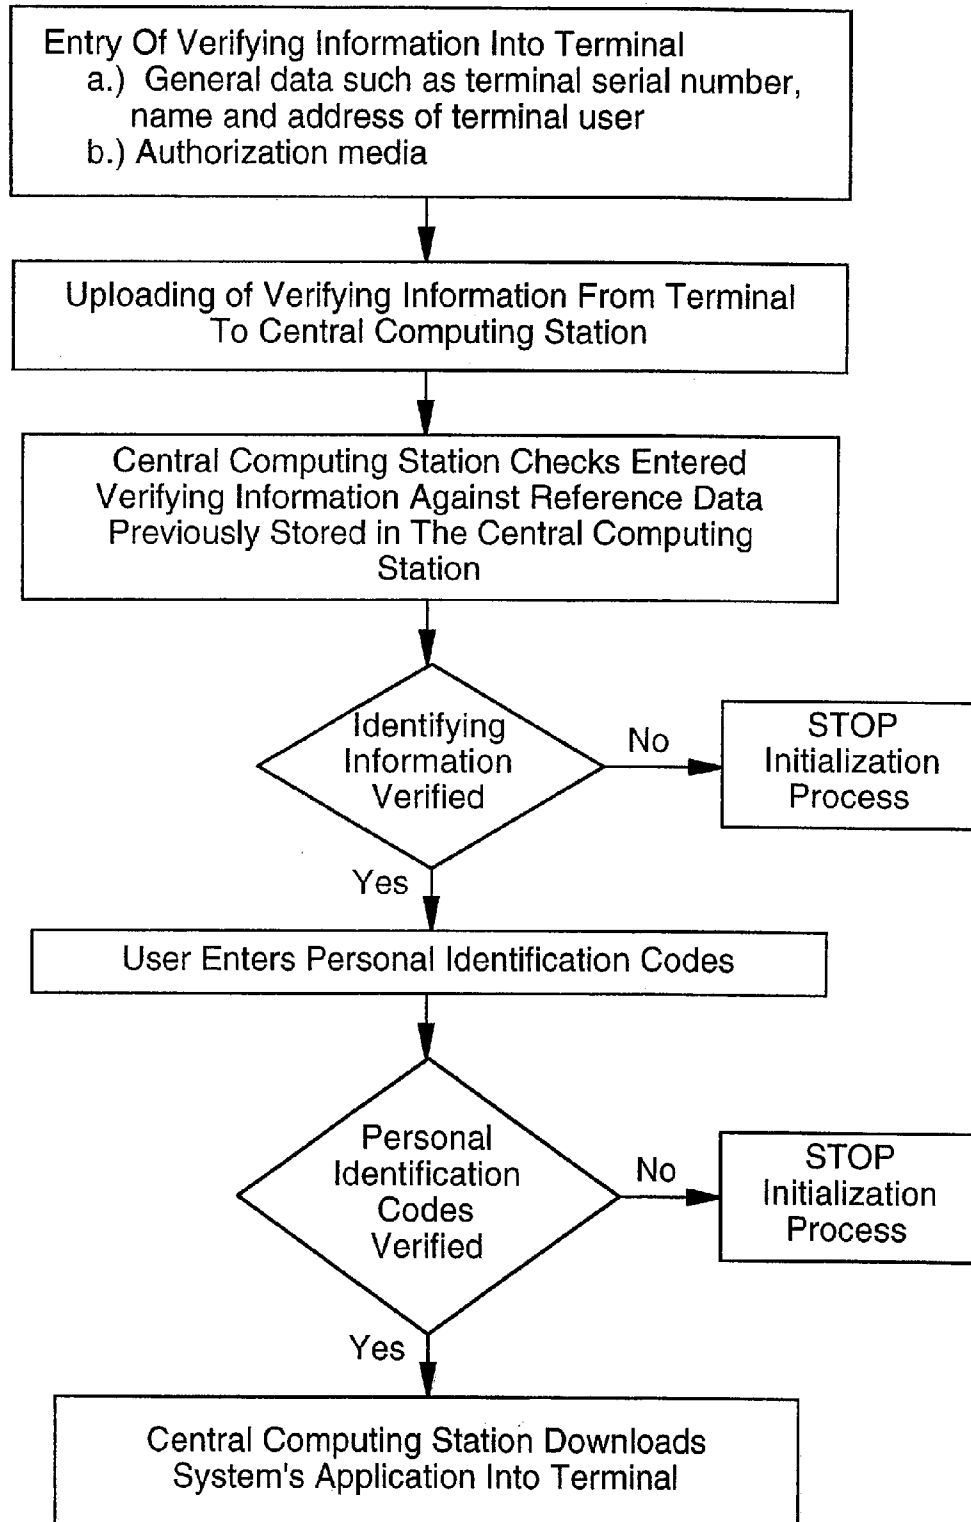 Entry Of Verifying Information Into Terminal
a.) General data such as terminal serial number,
name and address of terminal user
b.) Authorization media
Uploading of Verifying Information From Terminal
To Central Computing Station
Central Computing Station Checks Entered
Verifying Information Against Reference Data
Previously Stored in The Central Computing
Station
Identifying
Information
Verified
No
STOP
Initialization
Process
Yes
User Enters Personal Identification Codes
Personal
Identification
Codes
Verified
No
STOP
Initialization
Process
Yes
Central Computing Station Downloads
System's Application Into Terminal